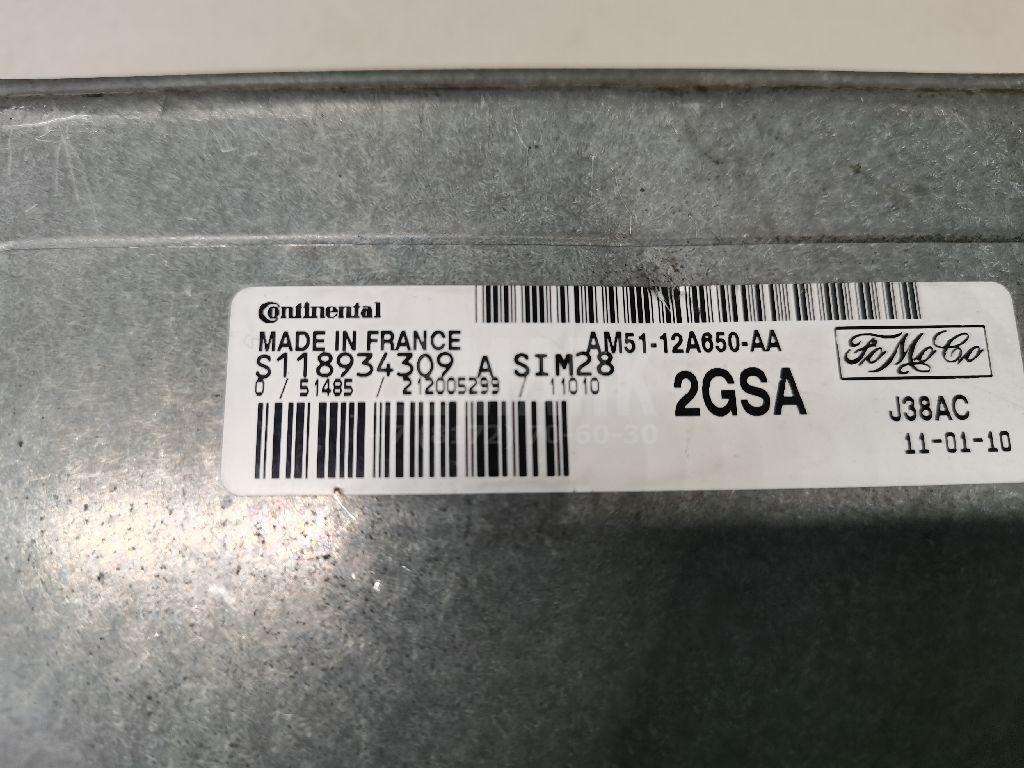 Continental
MADE IN FRANCE
AM51-12A650-AA
FoMoCo
S118934309 A SIM28
0 / 51485 / 212005299 / 11010
2GSA
J38AC
11-01-10